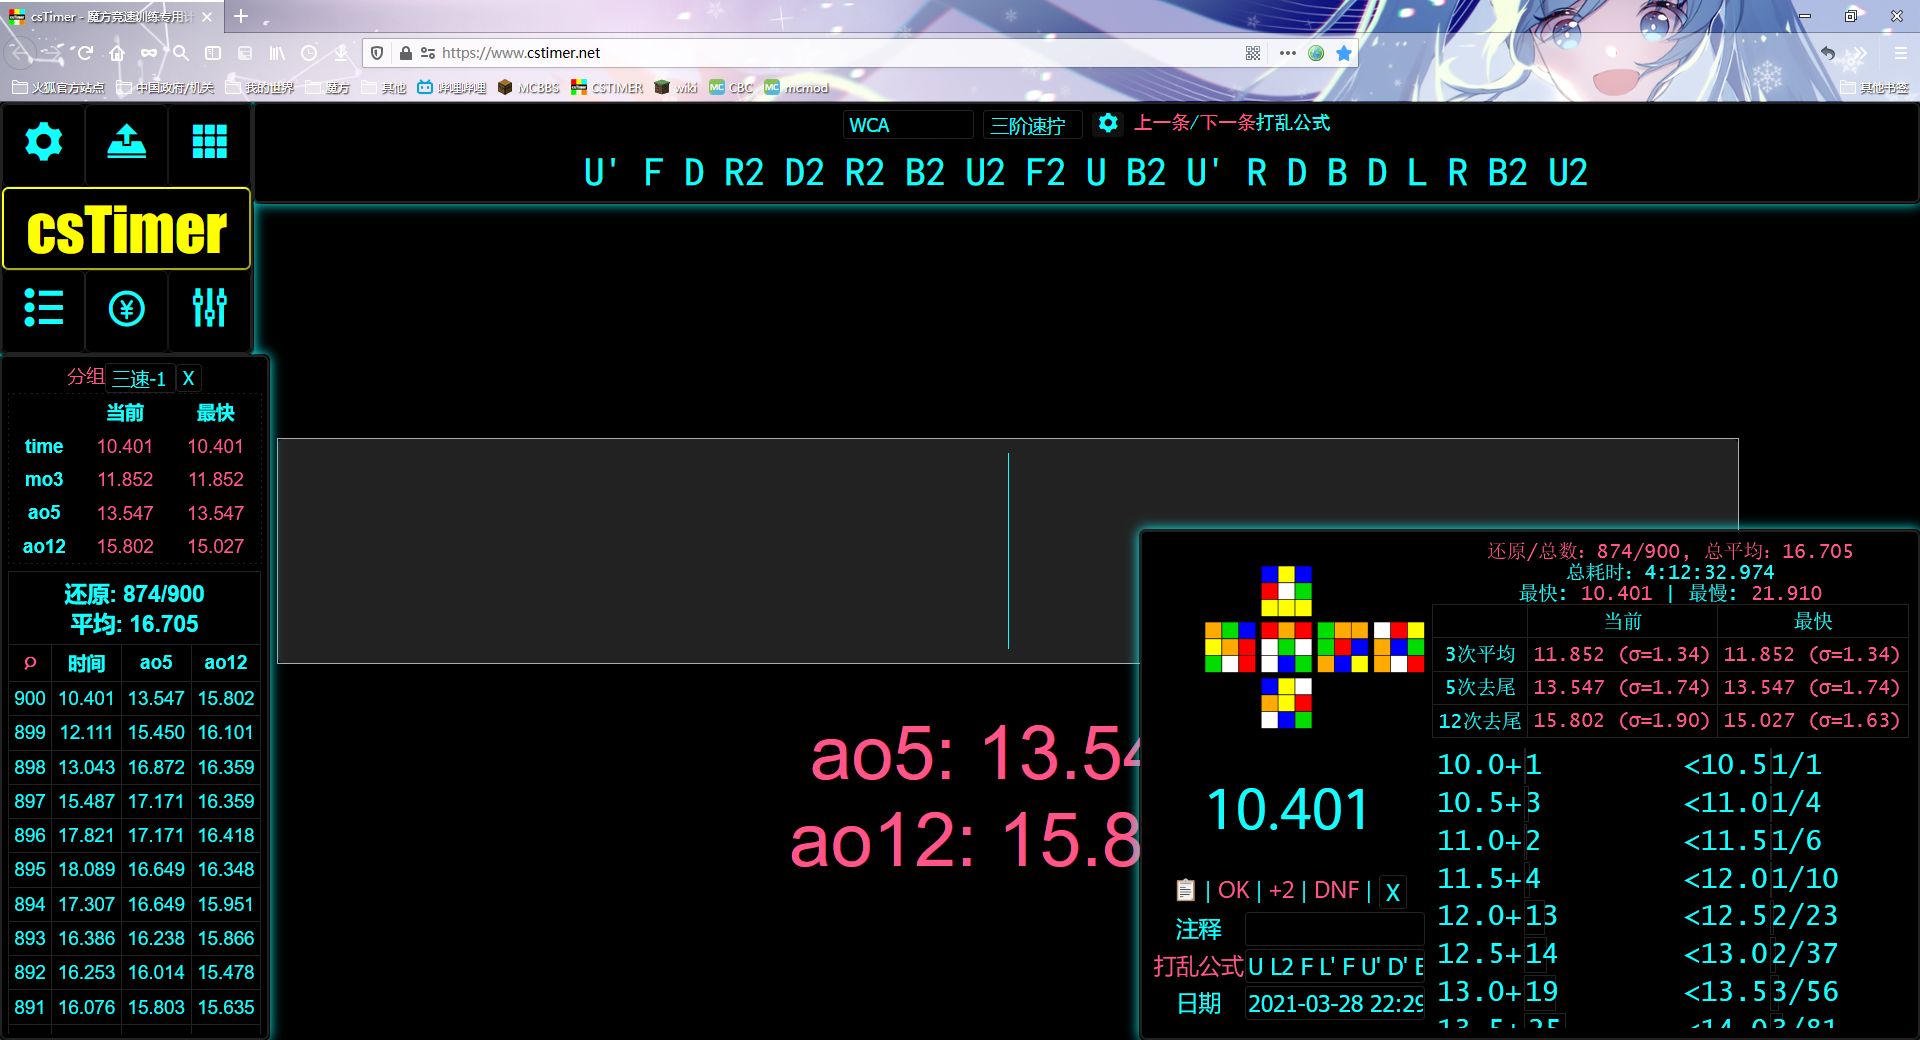 csTimer - 魔方竞速训练专用计
https://www.cstimer.net
火狐官方站点 中国政府/机关 我的世界 魔方 其他 哔哩哔哩 MCBBS CSTIMER wiki CBC mcmod 其他书签
WCA 三阶速拧 上一条/下一条打乱公式
U' F D R2 D2 R2 B2 U2 F2 U B2 U' R D B D L R B2 U2
csTimer
分组 三速-1 X
当前 最快
time 10.401 10.401
mo3 11.852 11.852
ao5 13.547 13.547
ao12 15.802 15.027
还原: 874/900
平均: 16.705
时间 ao5 ao12
900 10.401 13.547 15.802
899 12.111 15.450 16.101
898 13.043 16.872 16.359
897 15.487 17.171 16.359
896 17.821 17.171 16.418
895 18.089 16.649 16.348
894 17.307 16.649 15.951
893 16.386 16.238 15.866
892 16.253 16.014 15.478
891 16.076 15.803 15.635
ao5: 13.54
ao12: 15.8
10.401
| OK | +2 | DNF | X
注释
打乱公式 U L2 F L' F U' D' B
日期 2021-03-28 22:29
还原/总数: 874/900, 总平均: 16.705
总耗时: 4:12:32.974
最快: 10.401 | 最慢: 21.910
当前 最快
3次平均 11.852 (σ=1.34) 11.852 (σ=1.34)
5次去尾 13.547 (σ=1.74) 13.547 (σ=1.74)
12次去尾 15.802 (σ=1.90) 15.027 (σ=1.63)
10.0+ 1 <10.5 1/1
10.5+ 3 <11.0 1/4
11.0+ 2 <11.5 1/6
11.5+ 4 <12.0 1/10
12.0+ 13 <12.5 2/23
12.5+ 14 <13.0 2/37
13.0+ 19 <13.5 3/56
13.5+ 25 <14.0 3/81